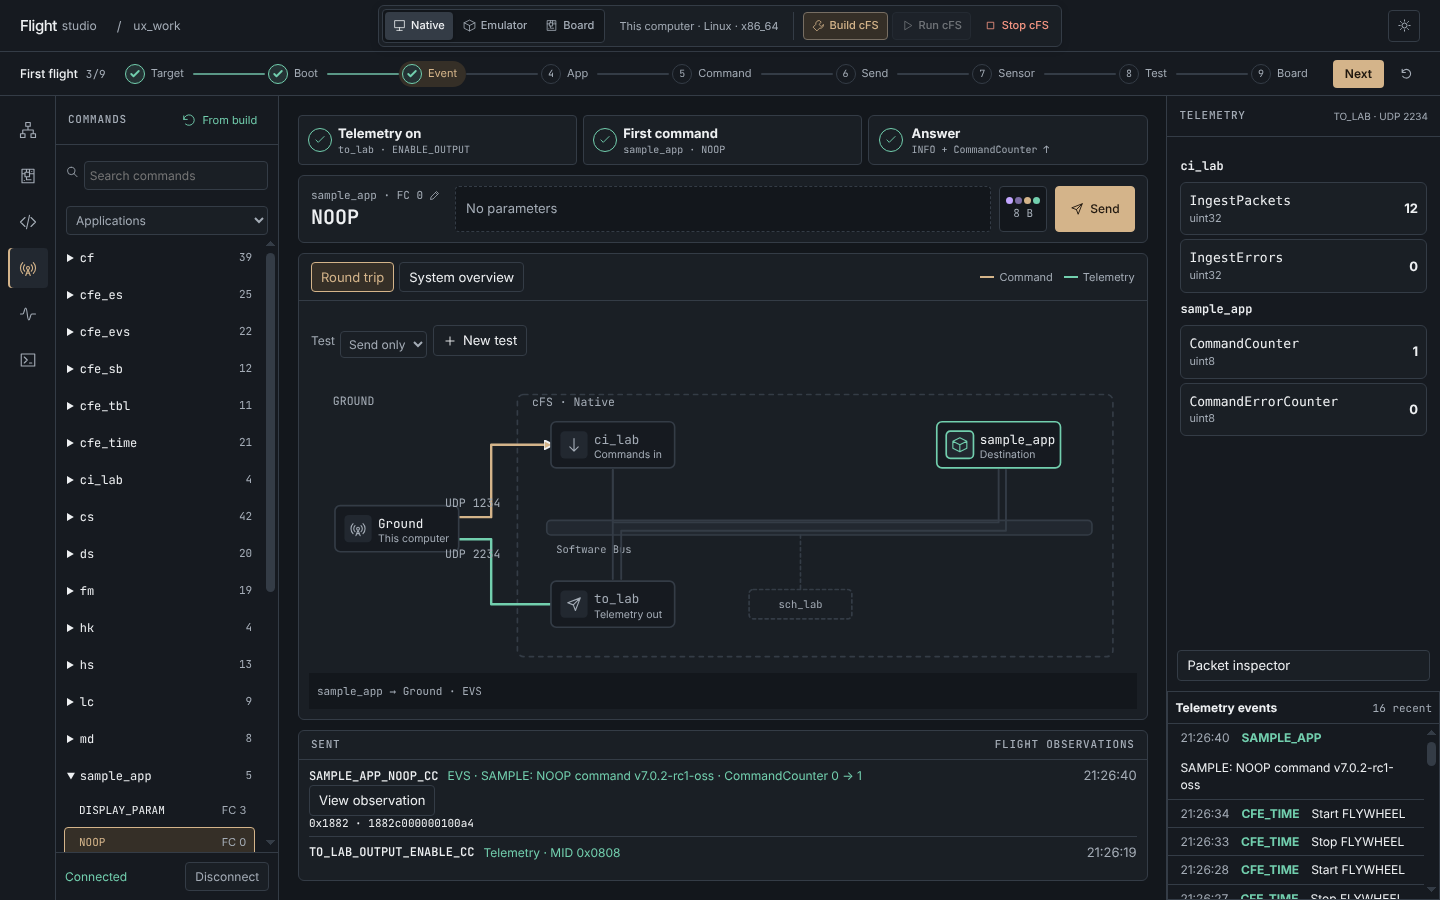 Flight studio / ux_work
Native Emulator Board This computer · Linux · x86_64 Build cFS Run cFS Stop cFS
First flight 3/9 Target Boot Event 4 App 5 Command 6 Send 7 Sensor 8 Test 9 Board Next
COMMANDS From build
Search commands
Applications
cf 39
cfe_es 25
cfe_evs 22
cfe_sb 12
cfe_tbl 11
cfe_time 21
ci_lab 4
cs 42
ds 20
fm 19
hk 4
hs 13
lc 9
md 8
sample_app 5
DISPLAY_PARAM FC 3
NOOP FC 0
Connected Disconnect
Telemetry on
to_lab · ENABLE_OUTPUT
First command
sample_app · NOOP
Answer
INFO + CommandCounter ↑
sample_app · FC 0
NOOP
No parameters
8 B
Send
Round trip System overview
Command Telemetry
Test Send only + New test
GROUND
cFS · Native
ci_lab
Commands in
sample_app
Destination
UDP 1234
Ground
This computer
UDP 2234
Software Bus
to_lab
Telemetry out
sch_lab
sample_app → Ground · EVS
SENT FLIGHT OBSERVATIONS
SAMPLE_APP_NOOP_CC EVS · SAMPLE: NOOP command v7.0.2-rc1-oss · CommandCounter 0 → 1 21:26:40
View observation
0x1882 · 1882c000000100a4
TO_LAB_OUTPUT_ENABLE_CC Telemetry · MID 0x0808 21:26:19
TELEMETRY TO_LAB · UDP 2234
ci_lab
IngestPackets
uint32
12
IngestErrors
uint32
0
sample_app
CommandCounter
uint8
1
CommandErrorCounter
uint8
0
Packet inspector
Telemetry events 16 recent
21:26:40 SAMPLE_APP
SAMPLE: NOOP command v7.0.2-rc1-
oss
21:26:34 CFE_TIME Start FLYWHEEL
21:26:33 CFE_TIME Stop FLYWHEEL
21:26:28 CFE_TIME Start FLYWHEEL
21:26:27 CFE_TIME Stop FLYWHEEL